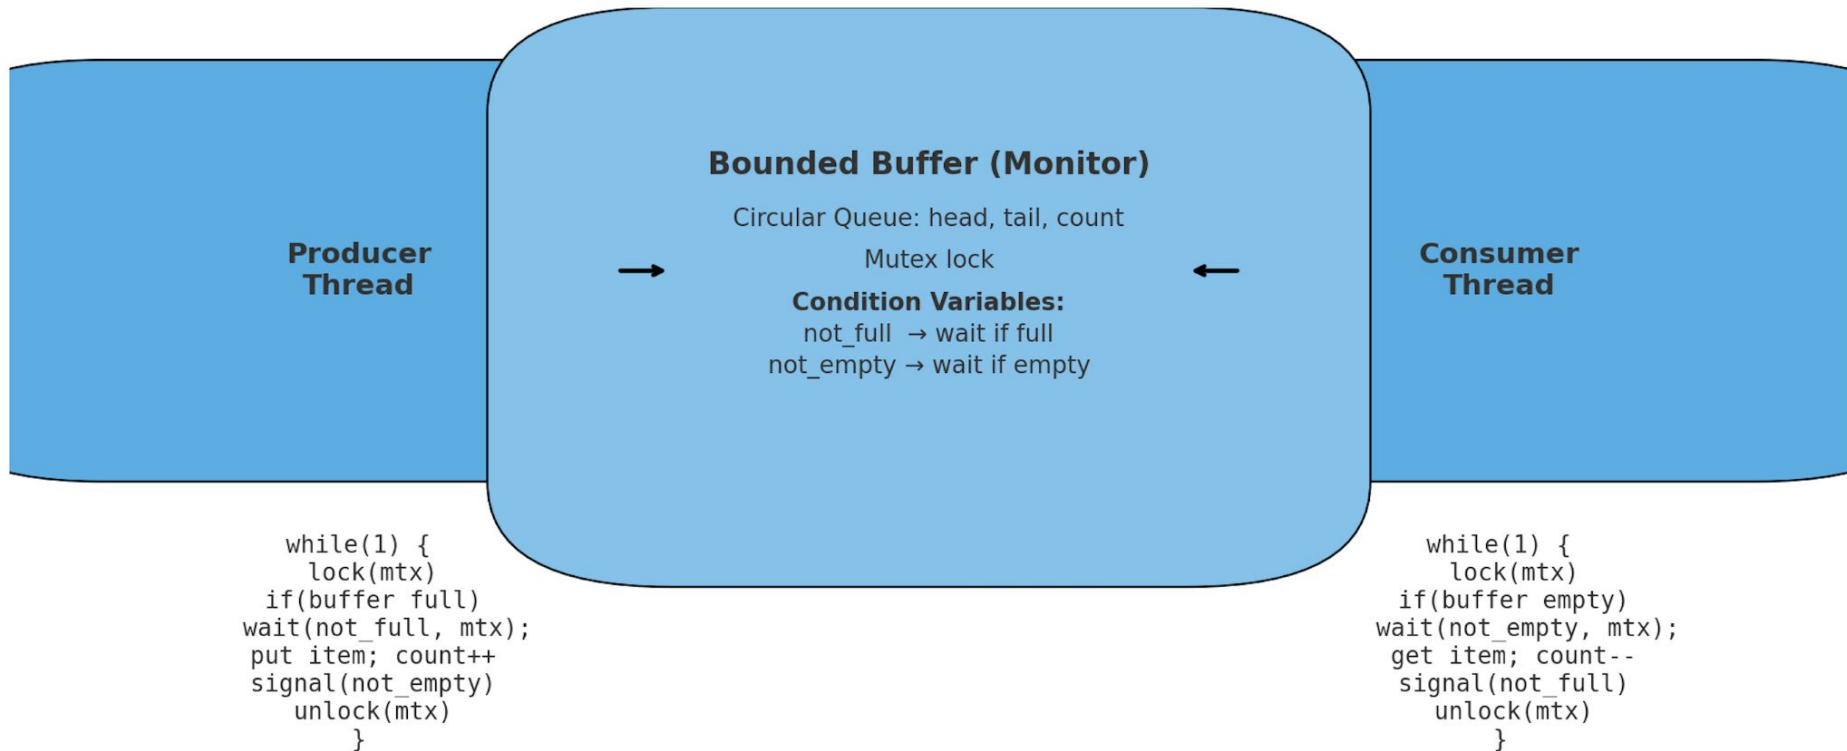 Bounded Buffer (Monitor)
Circular Queue: head, tail, count
Mutex lock
Condition Variables:
not_full → wait if full
not_empty → wait if empty
Producer
Thread
Consumer
Thread
while(1) {
lock(mtx)
if(buffer full)
wait(not_full, mtx);
put item; count++
signal(not_empty)
unlock(mtx)
}
while(1) {
lock(mtx)
if(buffer empty)
wait(not_empty, mtx);
get item; count--
signal(not_full)
unlock(mtx)
}